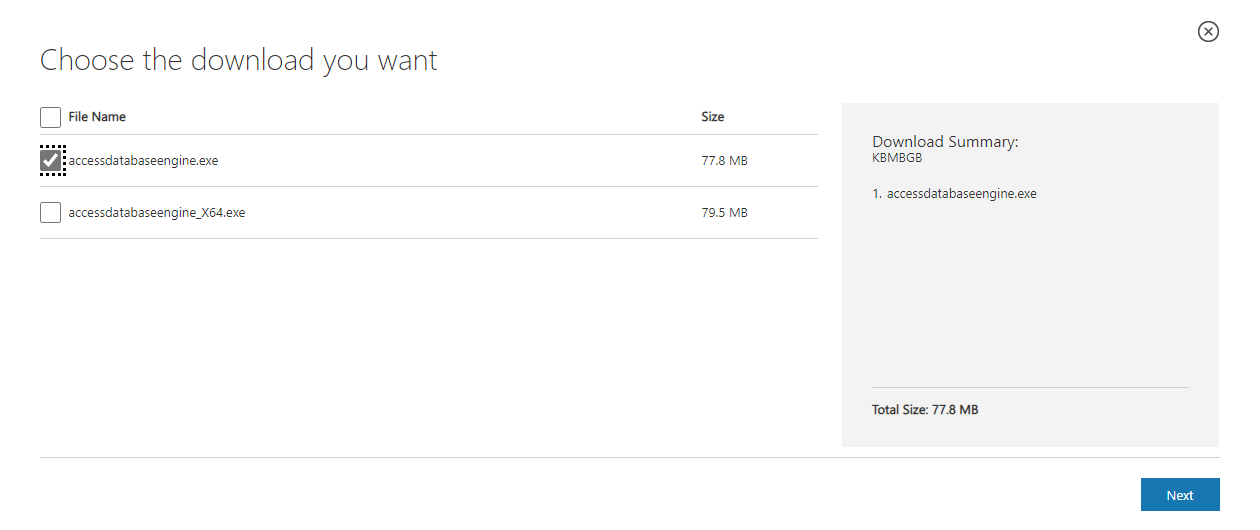 Choose the download you want
File Name Size
accessdatabaseengine.exe 77.8 MB
accessdatabaseengine_X64.exe 79.5 MB
Download Summary:
KBMBGB
1. accessdatabaseengine.exe
Total Size: 77.8 MB
Next